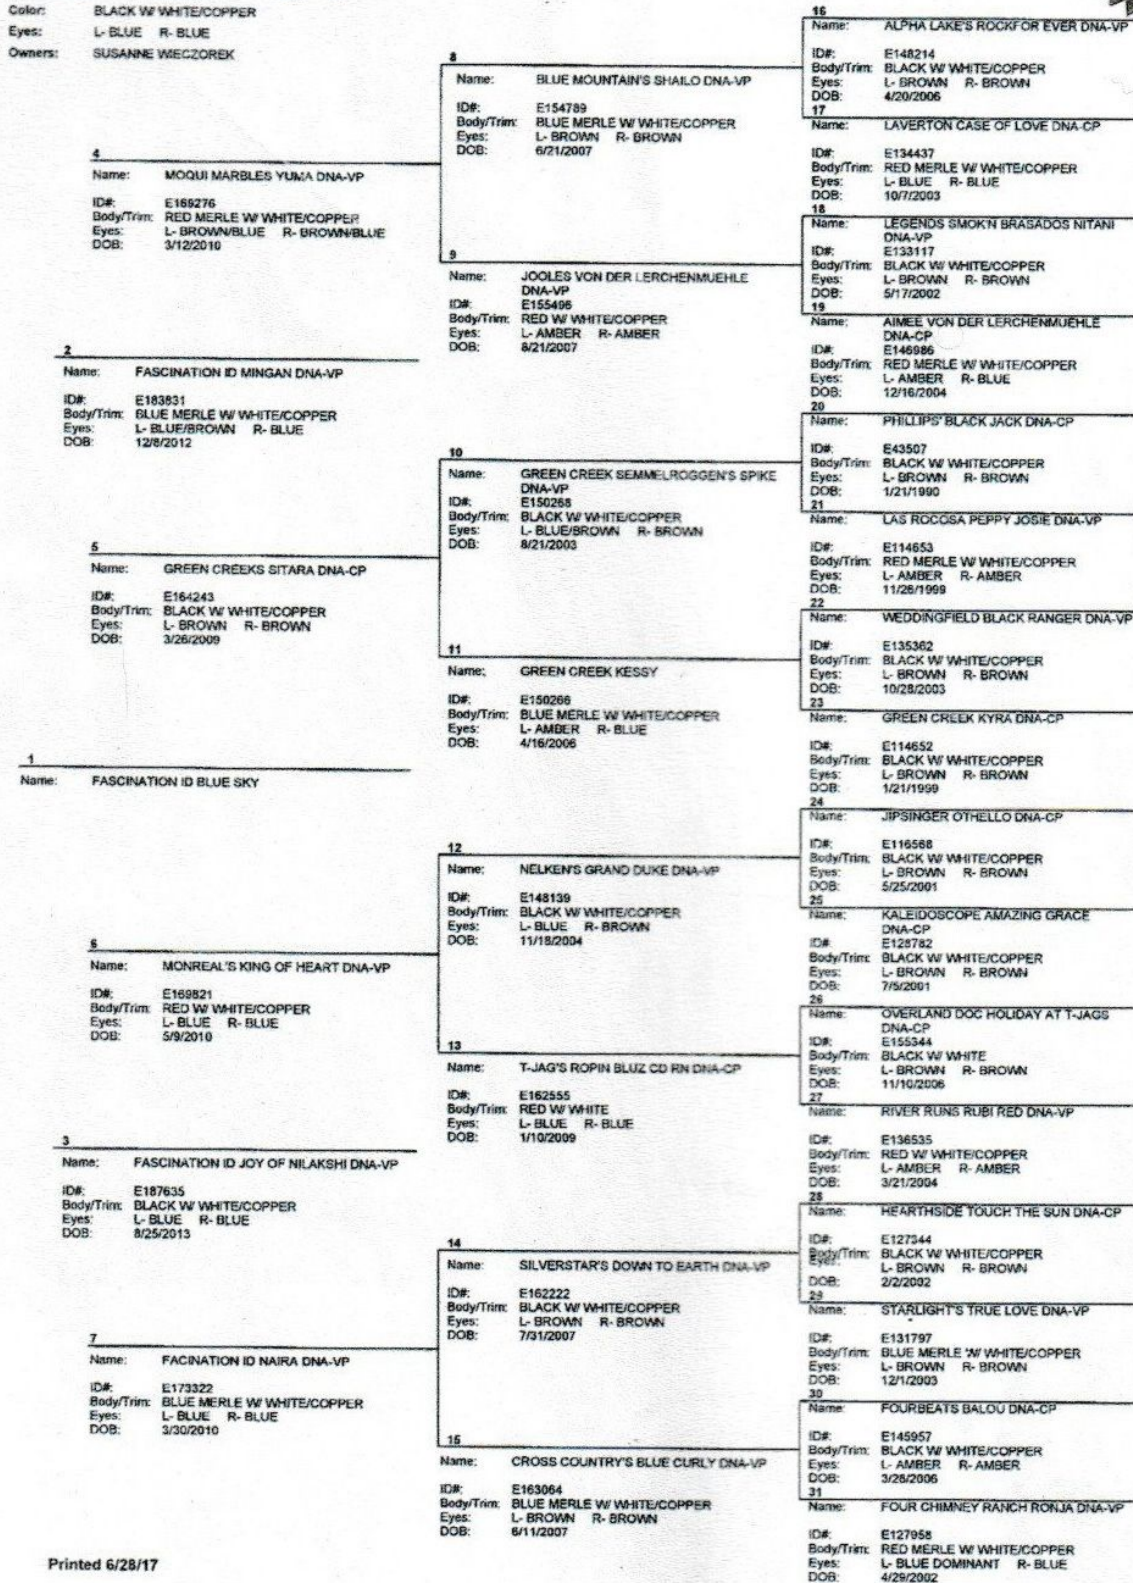 Color: BLACK W/ WHITE/COPPER
Eyes: L- BLUE R- BLUE
Owners: SUSANNE WIECZOREK
1
Name: FASCINATION ID BLUE SKY
2
Name: FASCINATION ID MINGAN DNA-VP
ID#: E183831
Body/Trim: BLUE MERLE W/ WHITE/COPPER
Eyes: L- BLUE/BROWN R- BLUE
DOB: 12/8/2012
3
Name: FASCINATION ID JOY OF NILAKSHI DNA-VP
ID#: E187635
Body/Trim: BLACK W/ WHITE/COPPER
Eyes: L- BLUE R- BLUE
DOB: 8/25/2013
4
Name: MOQUI MARBLES YUMA DNA-VP
ID#: E169276
Body/Trim: RED MERLE W/ WHITE/COPPER
Eyes: L- BROWN/BLUE R- BROWN/BLUE
DOB: 3/12/2010
5
Name: GREEN CREEKS SITARA DNA-CP
ID#: E164243
Body/Trim: BLACK W/ WHITE/COPPER
Eyes: L- BROWN R- BROWN
DOB: 3/26/2009
6
Name: MONREAL'S KING OF HEART DNA-VP
ID#: E169821
Body/Trim: RED W/ WHITE/COPPER
Eyes: L- BLUE R- BLUE
DOB: 5/9/2010
7
Name: FACINATION ID NAIRA DNA-VP
ID#: E173322
Body/Trim: BLUE MERLE W/ WHITE/COPPER
Eyes: L- BLUE R- BLUE
DOB: 3/30/2010
8
Name: BLUE MOUNTAIN'S SHAILO DNA-VP
ID#: E154789
Body/Trim: BLUE MERLE W/ WHITE/COPPER
Eyes: L- BROWN R- BROWN
DOB: 6/21/2007
9
Name: JOOLES VON DER LERCHENMUEHLE
DNA-VP
ID#: E155496
Body/Trim: RED W/ WHITE/COPPER
Eyes: L- AMBER R- AMBER
DOB: 8/21/2007
10
Name: GREEN CREEK SEMMELROGGEN'S SPIKE
DNA-VP
ID#: E150268
Body/Trim: BLACK W/ WHITE/COPPER
Eyes: L- BLUE/BROWN R- BROWN
DOB: 8/21/2003
11
Name: GREEN CREEK KESSY
ID#: E150266
Body/Trim: BLUE MERLE W/ WHITE/COPPER
Eyes: L- AMBER R- BLUE
DOB: 4/16/2006
12
Name: NELKEN'S GRAND DUKE DNA-VP
ID#: E148139
Body/Trim: BLACK W/ WHITE/COPPER
Eyes: L- BLUE R- BROWN
DOB: 11/18/2004
13
Name: T-JAG'S ROPIN BLUZ CD RN DNA-CP
ID#: E162555
Body/Trim: RED W/ WHITE
Eyes: L- BLUE R- BLUE
DOB: 1/10/2009
14
Name: SILVERSTAR'S DOWN TO EARTH DNA-VP
ID#: E162222
Body/Trim: BLACK W/ WHITE/COPPER
Eyes: L- BROWN R- BROWN
DOB: 7/31/2007
15
Name: CROSS COUNTRY'S BLUE CURLY DNA-VP
ID#: E163064
Body/Trim: BLUE MERLE W/ WHITE/COPPER
Eyes: L- BROWN R- BROWN
DOB: 6/11/2007
16
Name: ALPHA LAKE'S ROCKFOR EVER DNA-VP
ID#: E148214
Body/Trim: BLACK W/ WHITE/COPPER
Eyes: L- BROWN R- BROWN
DOB: 4/20/2006
17
Name: LAVERTON CASE OF LOVE DNA-CP
ID#: E134437
Body/Trim: RED MERLE W/ WHITE/COPPER
Eyes: L- BLUE R- BLUE
DOB: 10/7/2003
18
Name: LEGENDS SMOK'N BRASADOS NITANI
DNA-VP
ID#: E133117
Body/Trim: BLACK W/ WHITE/COPPER
Eyes: L- BROWN R- BROWN
DOB: 5/17/2002
19
Name: AIMEE VON DER LERCHENMUEHLE
DNA-CP
ID#: E146986
Body/Trim: RED MERLE W/ WHITE/COPPER
Eyes: L- AMBER R- BLUE
DOB: 12/16/2004
20
Name: PHILLIPS' BLACK JACK DNA-CP
ID#: E43507
Body/Trim: BLACK W/ WHITE/COPPER
Eyes: L- BROWN R- BROWN
DOB: 1/21/1990
21
Name: LAS ROCOSA PEPPY JOSIE DNA-VP
ID#: E114653
Body/Trim: RED MERLE W/ WHITE/COPPER
Eyes: L- AMBER R- AMBER
DOB: 11/26/1999
22
Name: WEDDINGFIELD BLACK RANGER DNA-VP
ID#: E135362
Body/Trim: BLACK W/ WHITE/COPPER
Eyes: L- BROWN R- BROWN
DOB: 10/28/2003
23
Name: GREEN CREEK KYRA DNA-CP
ID#: E114652
Body/Trim: BLACK W/ WHITE/COPPER
Eyes: L- BROWN R- BROWN
DOB: 1/21/1999
24
Name: JIPSINGER OTHELLO DNA-CP
ID#: E116568
Body/Trim: BLACK W/ WHITE/COPPER
Eyes: L- BROWN R- BROWN
DOB: 5/25/2001
25
Name: KALEIDOSCOPE AMAZING GRACE
DNA-CP
ID#: E128782
Body/Trim: BLACK W/ WHITE/COPPER
Eyes: L- BROWN R- BROWN
DOB: 7/5/2001
26
Name: OVERLAND DOC HOLIDAY AT T-JAGS
DNA-CP
ID#: E155344
Body/Trim: BLACK W/ WHITE
Eyes: L- BROWN R- BROWN
DOB: 11/10/2006
27
Name: RIVER RUNS RUBI RED DNA-VP
ID#: E136535
Body/Trim: RED W/ WHITE/COPPER
Eyes: L- AMBER R- AMBER
DOB: 3/21/2004
28
Name: HEARTHSIDE TOUCH THE SUN DNA-CP
ID#: E127344
Body/Trim: BLACK W/ WHITE/COPPER
Eyes: L- BROWN R- BROWN
DOB: 2/2/2002
29
Name: STARLIGHT'S TRUE LOVE DNA-VP
ID#: E131797
Body/Trim: BLUE MERLE W/ WHITE/COPPER
Eyes: L- BROWN R- BROWN
DOB: 12/1/2003
30
Name: FOURBEATS BALOU DNA-CP
ID#: E145957
Body/Trim: BLACK W/ WHITE/COPPER
Eyes: L- AMBER R- AMBER
DOB: 3/26/2006
31
Name: FOUR CHIMNEY RANCH RONJA DNA-VP
ID#: E127958
Body/Trim: RED MERLE W/ WHITE/COPPER
Eyes: L- BLUE DOMINANT R- BLUE
DOB: 4/29/2002
Printed 6/28/17